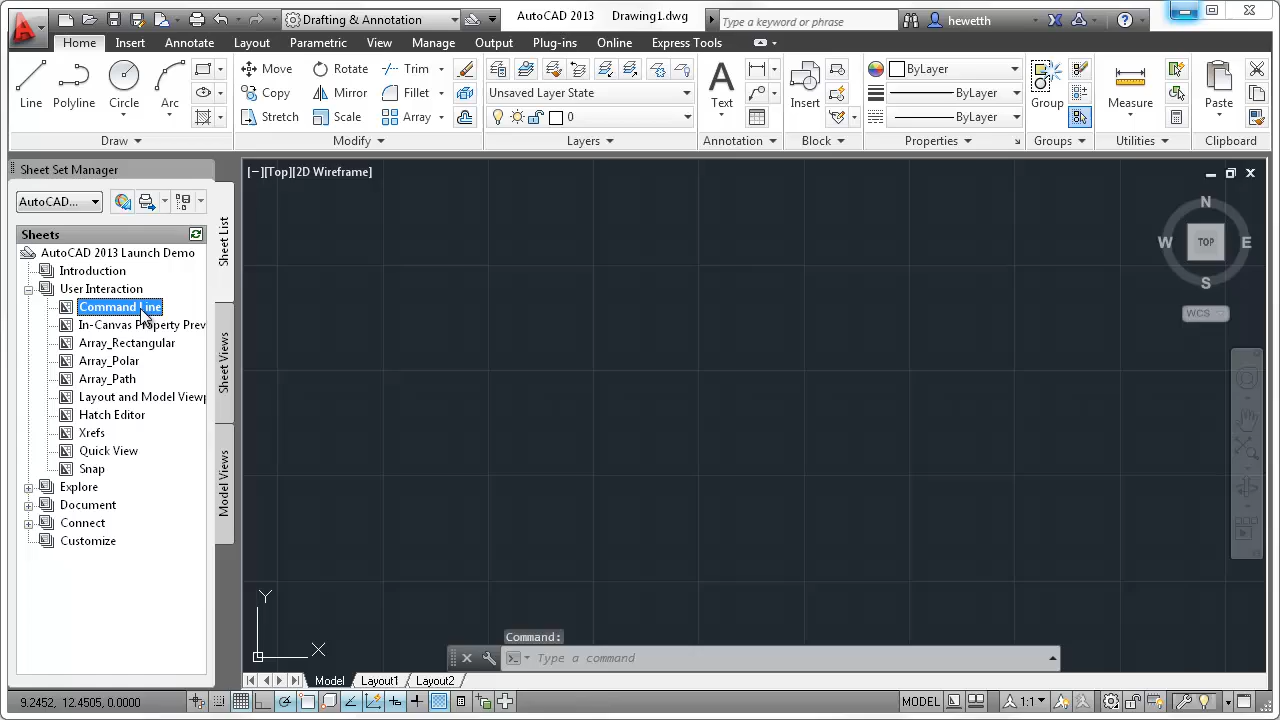 Drafting & Annotation
AutoCAD 2013 Drawing1.dwg
Type a keyword or phrase
hewetth
Home Insert Annotate Layout Parametric View Manage Output Plug-ins Online Express Tools
Line Polyline Circle Arc
Move Rotate Trim
Copy Mirror Fillet
Stretch Scale Array
Unsaved Layer State
0
Text
Insert
ByLayer
ByLayer
ByLayer
Group
Measure
Paste
Draw Modify Layers Annotation Block Properties Groups Utilities Clipboard
Sheet Set Manager
AutoCAD...
Sheets
AutoCAD 2013 Launch Demo
Introduction
User Interaction
Command Line
In-Canvas Property Prev
Array_Rectangular
Array_Polar
Array_Path
Layout and Model Viewp
Hatch Editor
Xrefs
Quick View
Snap
Explore
Document
Connect
Customize
Sheet List
Sheet Views
Model Views
[−][Top][2D Wireframe]
N
W TOP E
S
WCS
Y
X
Command:
Type a command
Model Layout1 Layout2
9.2452, 12.4505, 0.0000
MODEL
1:1